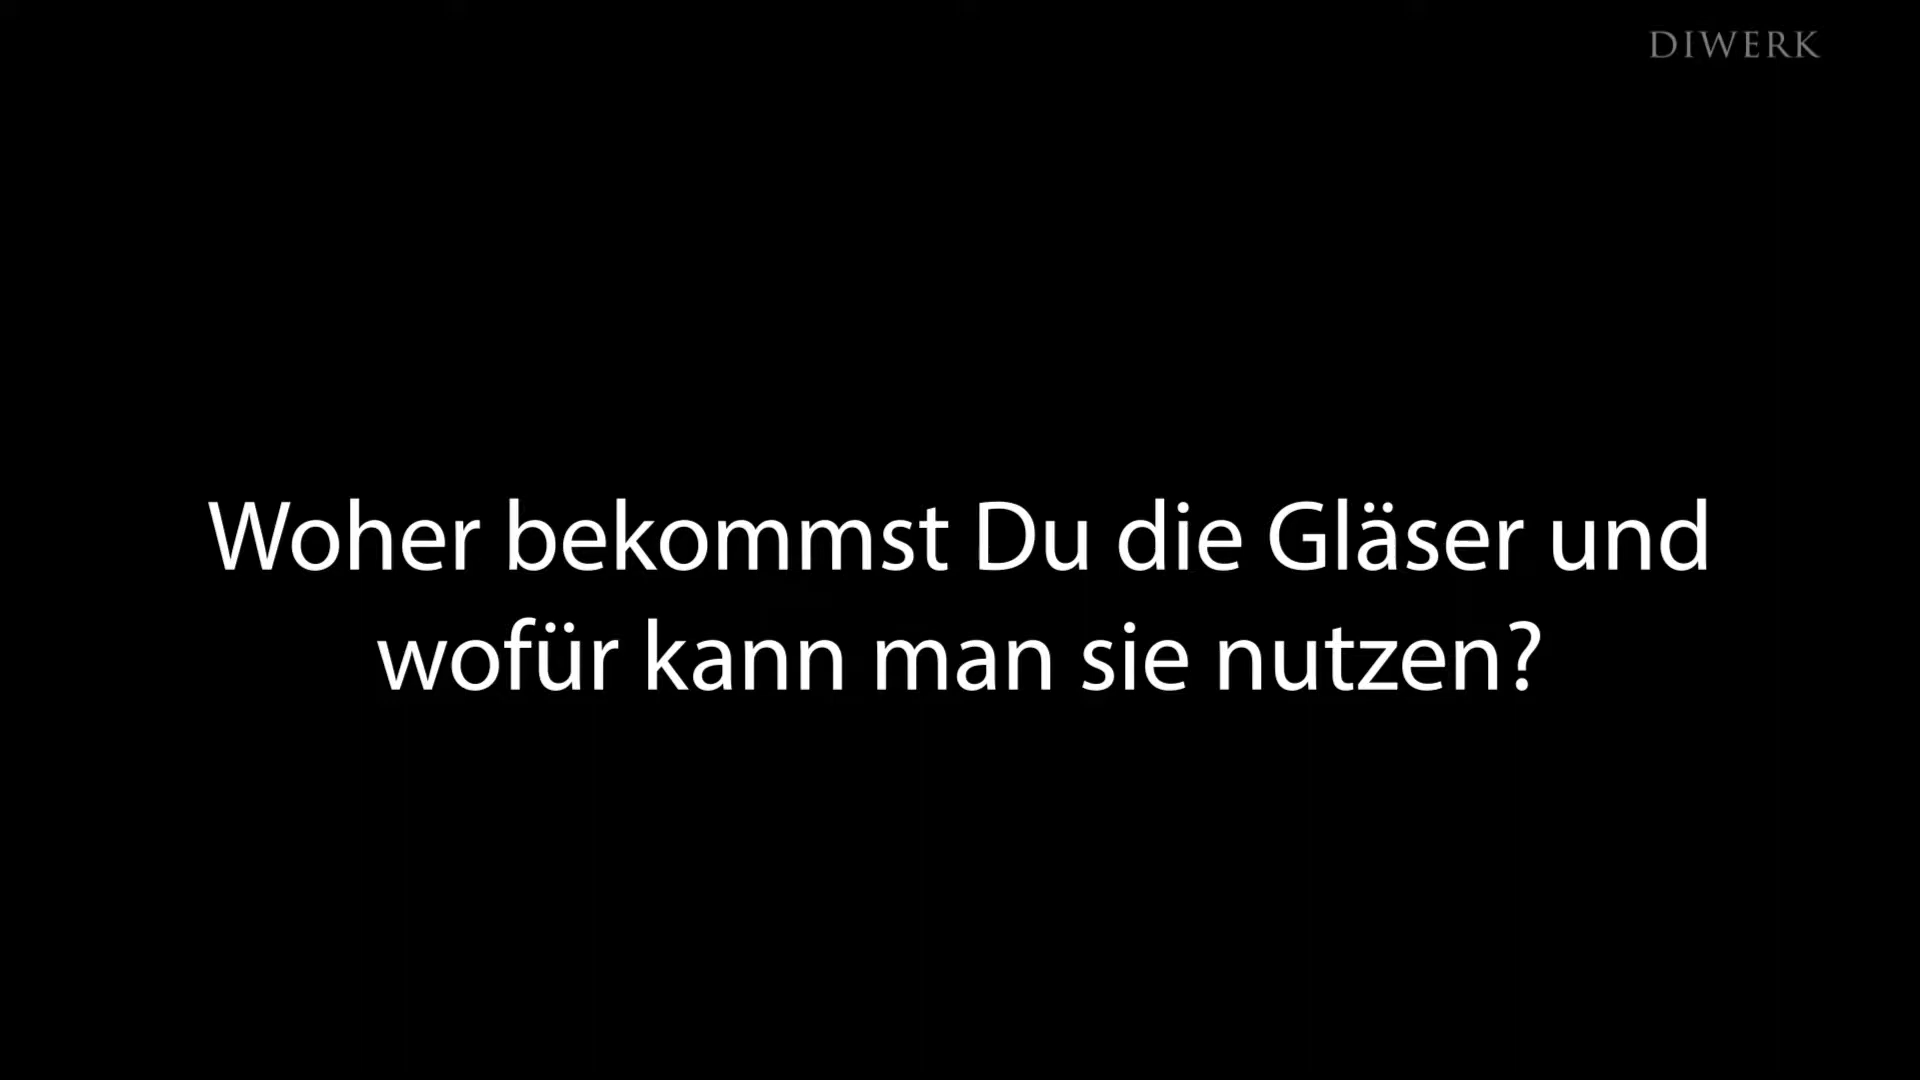 DIWERK
Woher bekommst Du die Gläser und
wofür kann man sie nutzen?